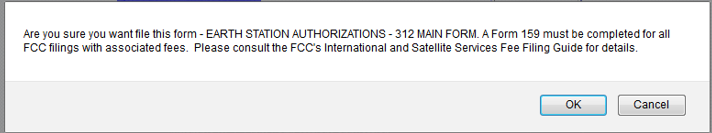 Are you sure you want file this form - EARTH STATION AUTHORIZATIONS - 312 MAIN FORM. A Form 159 must be completed for all
FCC filings with associated fees.  Please consult the FCC's International and Satellite Services Fee Filing Guide for details.
OK
Cancel